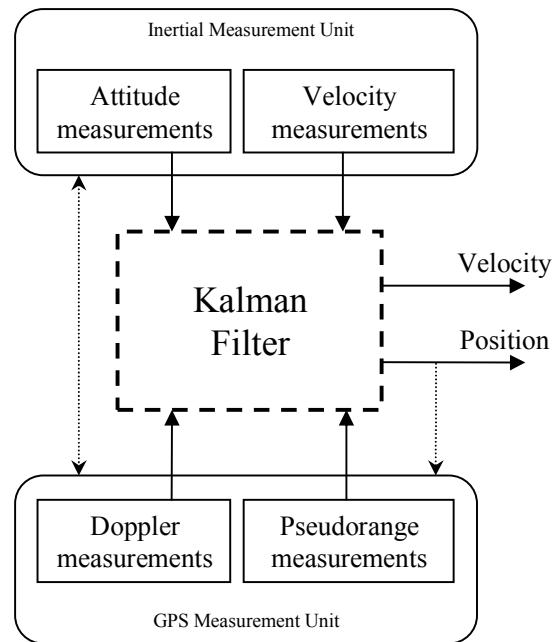 Inertial Measurement Unit
Attitude
measurements
Velocity
measurements
Kalman
Filter
Velocity
Position
Doppler
measurements
Pseudorange
measurements
GPS Measurement Unit